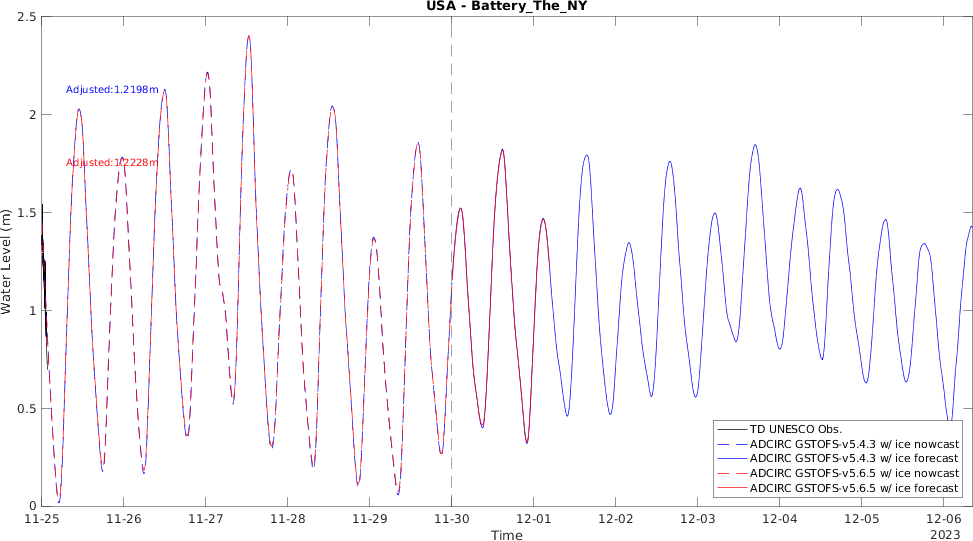 USA - Battery_The_NY
2.5
2
1.5
1
0.5
0
Water Level (m)
Adjusted:1.2198m
Adjusted:1.2228m
TD UNESCO Obs.
ADCIRC GSTOFS-v5.4.3 w/ ice nowcast
ADCIRC GSTOFS-v5.4.3 w/ ice forecast
ADCIRC GSTOFS-v5.6.5 w/ ice nowcast
ADCIRC GSTOFS-v5.6.5 w/ ice forecast
11-25 11-26 11-27 11-28 11-29 11-30 12-01 12-02 12-03 12-04 12-05 12-06
Time
2023